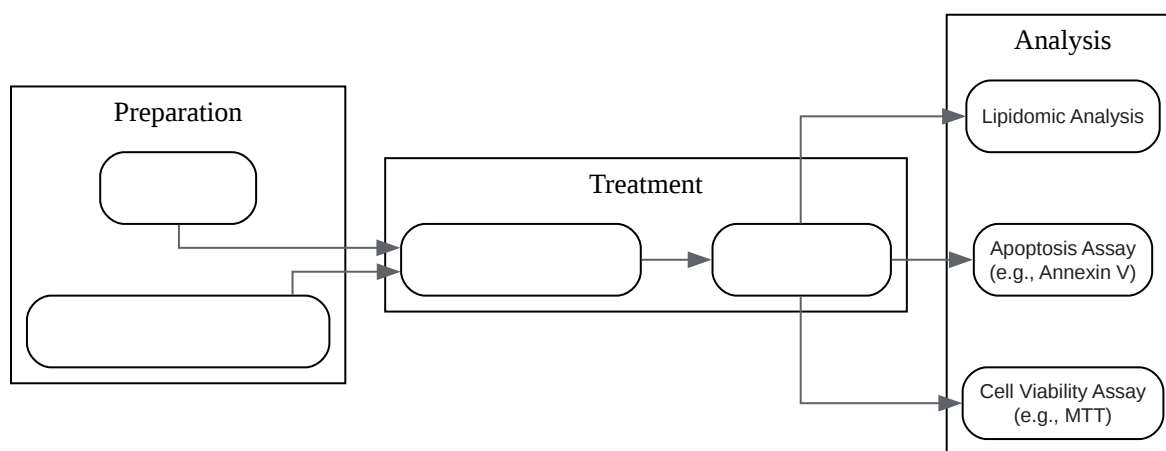 Preparation
Treatment
Analysis
Lipidomic Analysis
Apoptosis Assay
(e.g., Annexin V)
Cell Viability Assay
(e.g., MTT)